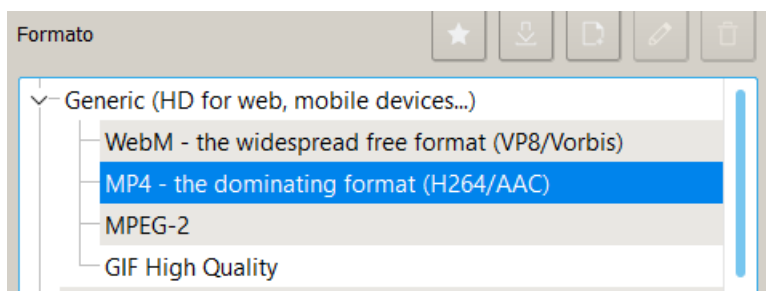 Formato
Generic (HD for web, mobile devices...)
WebM - the widespread free format (VP8/Vorbis)
MP4 - the dominating format (H264/AAC)
MPEG-2
GIF High Quality